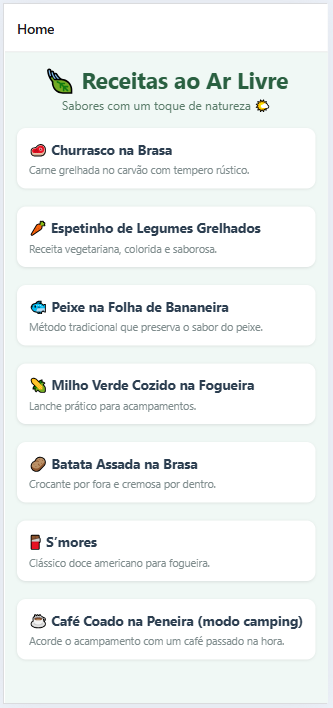 Home
Receitas ao Ar Livre
Sabores com um toque de natureza
Churrasco na Brasa
Carne grelhada no carvão com tempero rústico.
Espetinho de Legumes Grelhados
Receita vegetariana, colorida e saborosa.
Peixe na Folha de Bananeira
Método tradicional que preserva o sabor do peixe.
Milho Verde Cozido na Fogueira
Lanche prático para acampamentos.
Batata Assada na Brasa
Crocante por fora e cremosa por dentro.
S'mores
Clássico doce americano para fogueira.
Café Coado na Peneira (modo camping)
Acorde o acampamento com um café passado na hora.